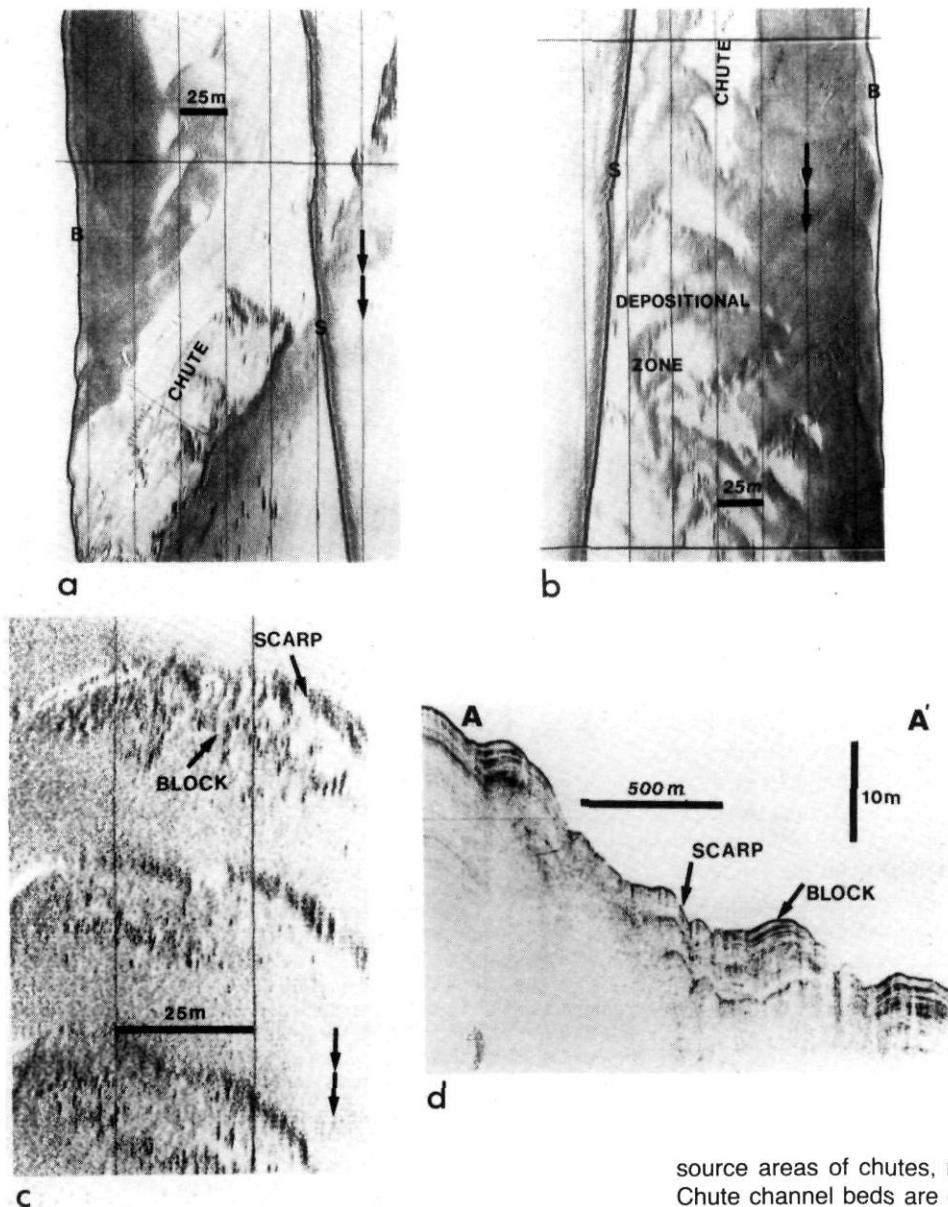 25m
B
S
CHUTE
a
CHUTE
B
S
DEPOSITIONAL
ZONE
25m
b
SCARP
BLOCK
25m
c
A
A'
500 m
10m
SCARP
BLOCK
d
source areas of chutes,
Chute channel beds are